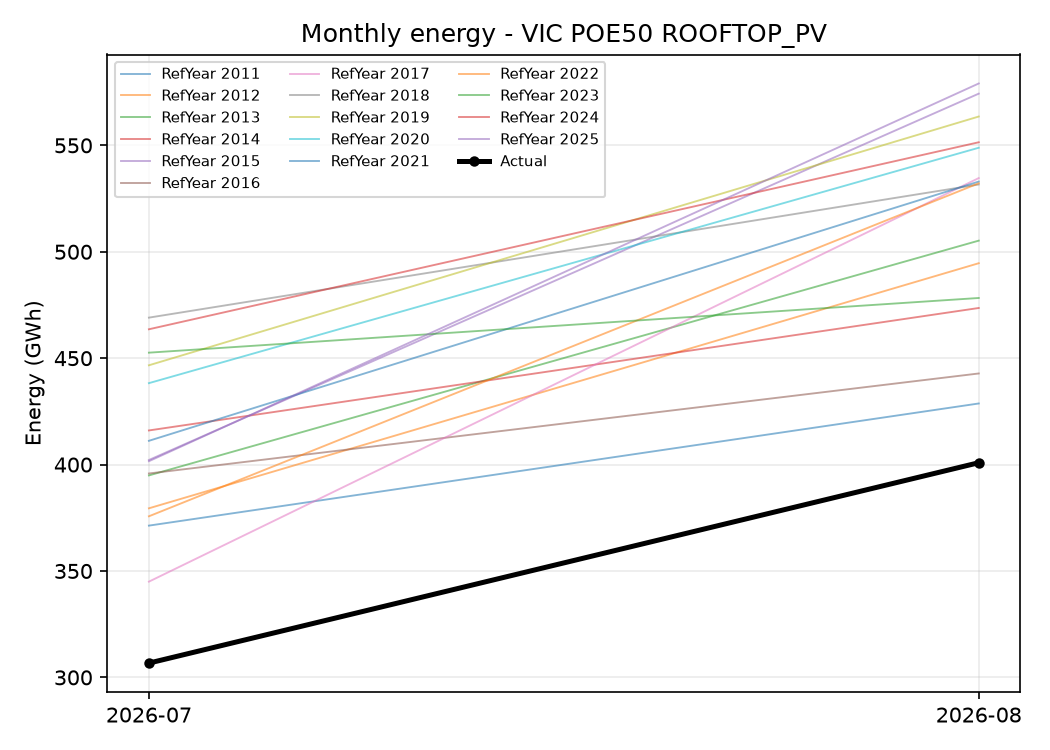 Monthly energy - VIC POE50 ROOFTOP_PV
RefYear 2011
RefYear 2012
RefYear 2013
RefYear 2014
RefYear 2015
RefYear 2016
RefYear 2017
RefYear 2018
RefYear 2019
RefYear 2020
RefYear 2021
RefYear 2022
RefYear 2023
RefYear 2024
RefYear 2025
Actual
Energy (GWh)
550
500
450
400
350
300
2026-07
2026-08